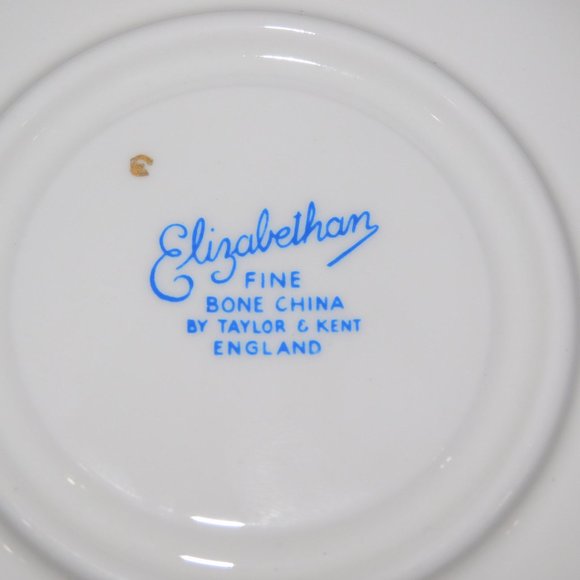 Elizabethan
FINE
BONE CHINA
BY TAYLOR & KENT
ENGLAND